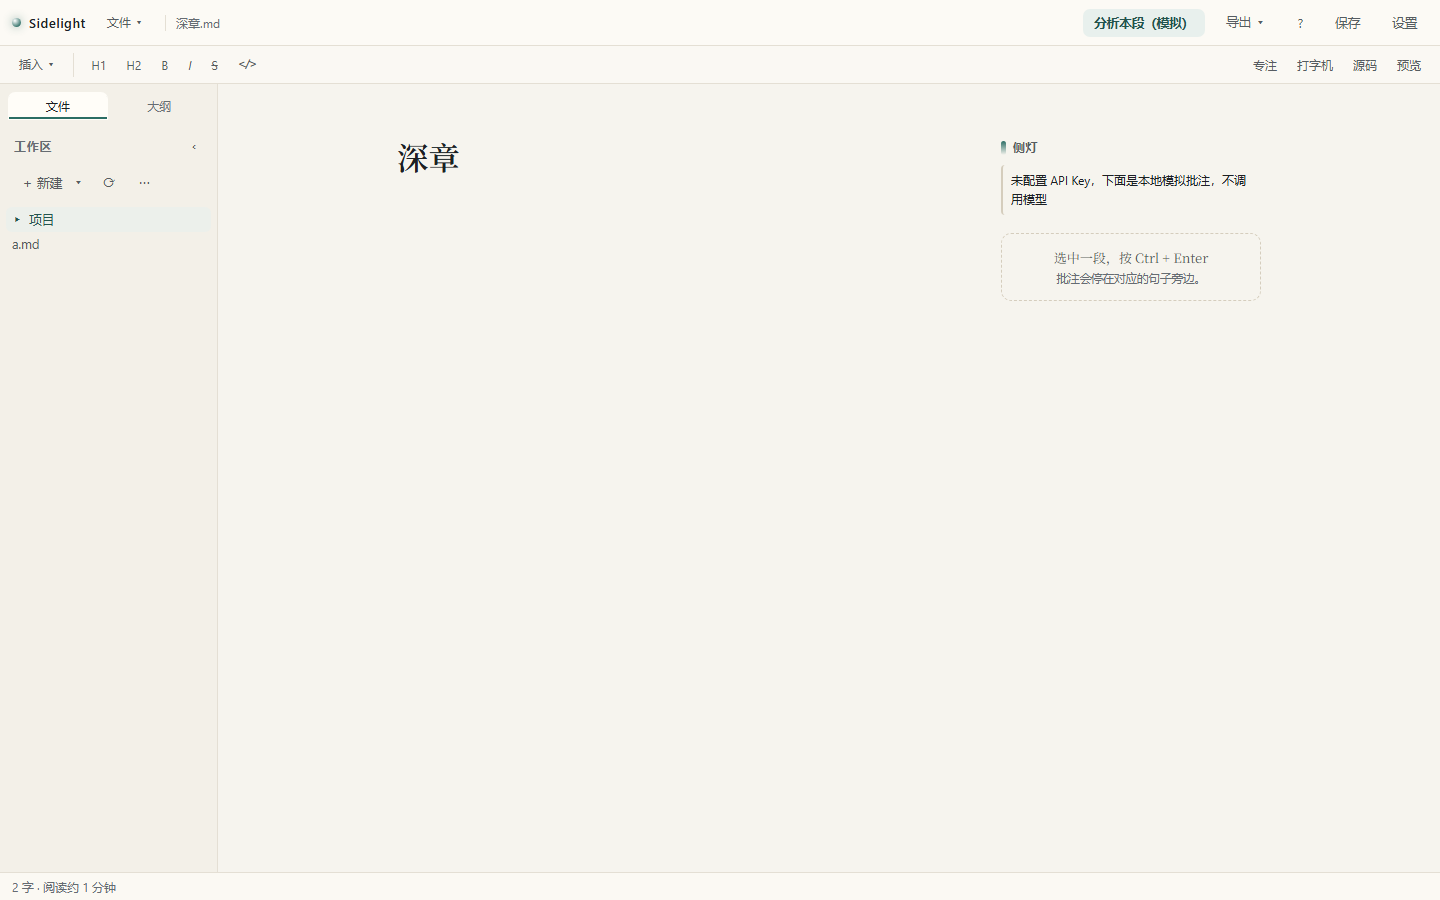 Sidelight 文件 深章.md 分析本段（模拟） 导出 ? 保存 设置
插入 H1 H2 B I S </> 专注 打字机 源码 预览
文件 大纲
工作区
+ 新建 ···
项目
a.md
深章
侧灯
未配置 API Key，下面是本地模拟批注，不调
用模型
选中一段，按 Ctrl + Enter
批注会停在对应的句子旁边。
2 字 · 阅读约 1 分钟